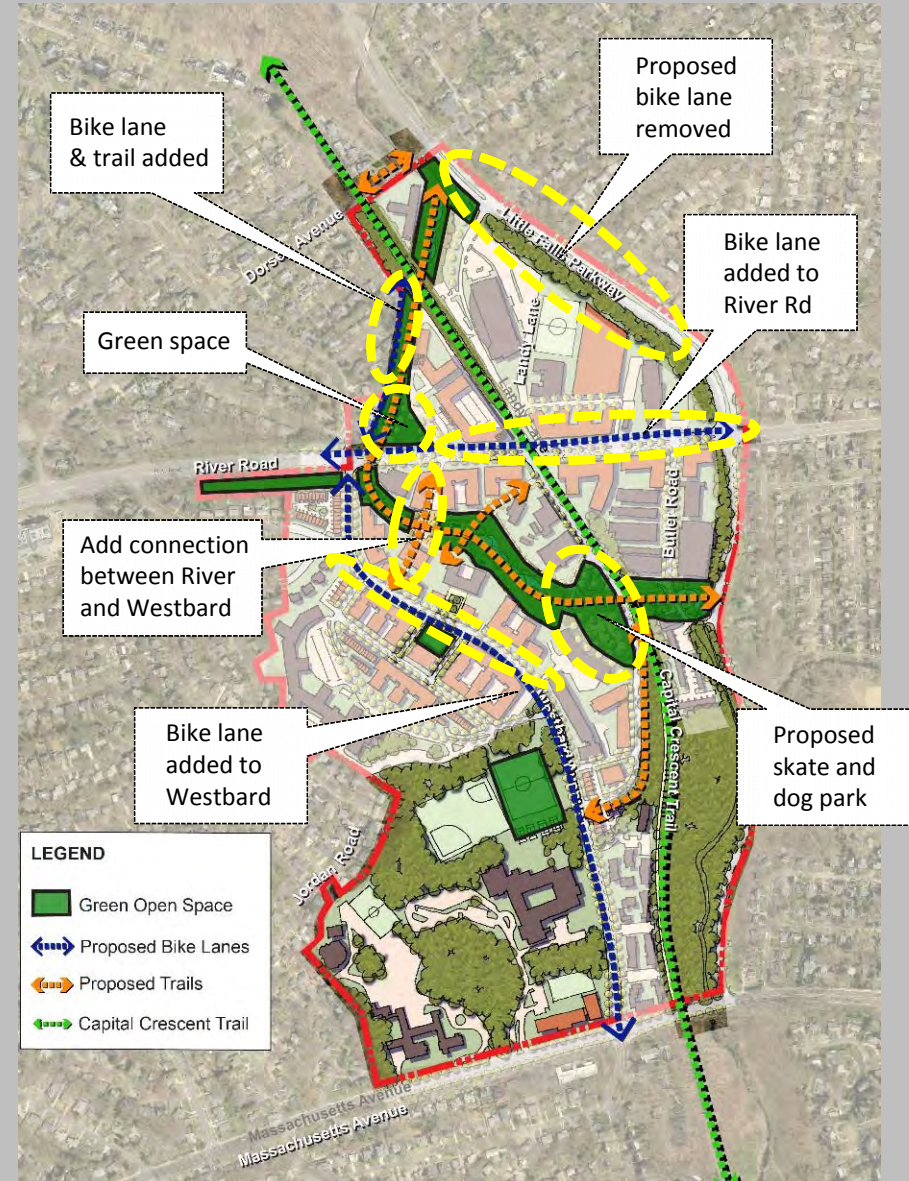 Proposed
bike lane
removed
Bike lane
& trail added
Bike lane
added to
River Rd
Dorset Avenue
Little Falls Parkway
Landy Lane
Landy Lane
Green space
River Road
Butler Road
Add connection
between River
and Westbard
Capital Crescent Trail
Bike lane
added to
Westbard
Proposed
skate and
dog park
Jordan Road
LEGEND
Green Open Space
Proposed Bike Lanes
Proposed Trails
Capital Crescent Trail
Massachusetts Avenue
Massachusetts Avenue